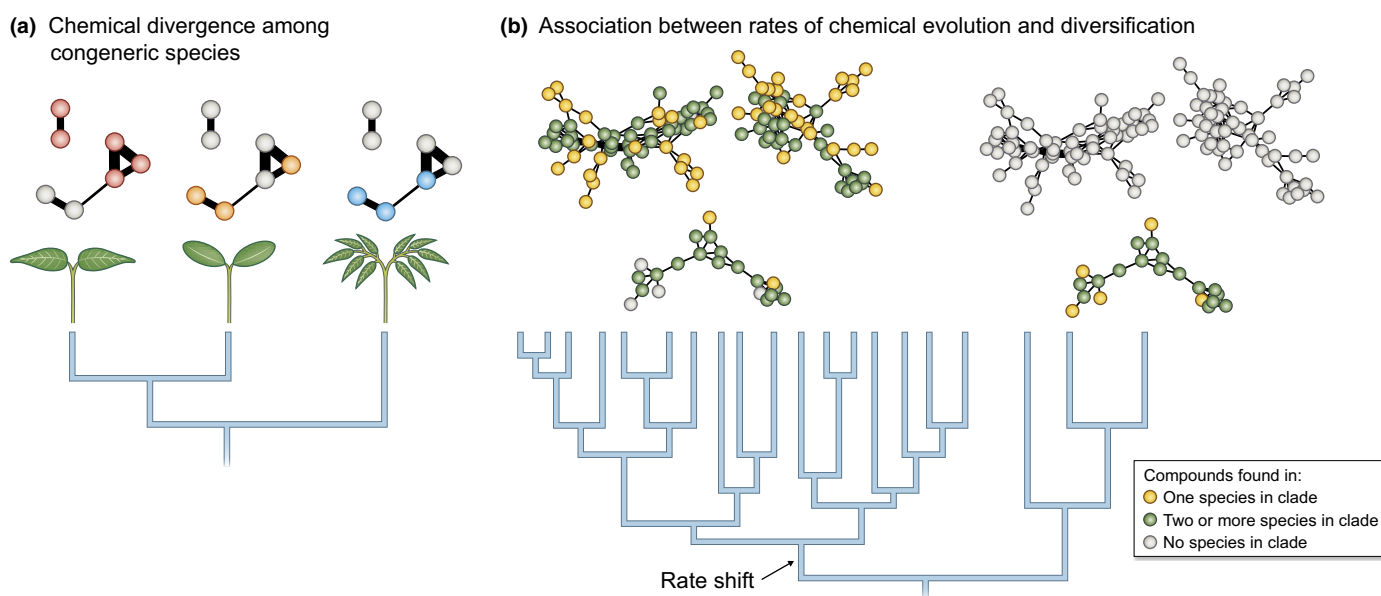 (a) Chemical divergence among
congeneric species
(b) Association between rates of chemical evolution and diversification
Compounds found in:
One species in clade
Two or more species in clade
No species in clade
Rate shift